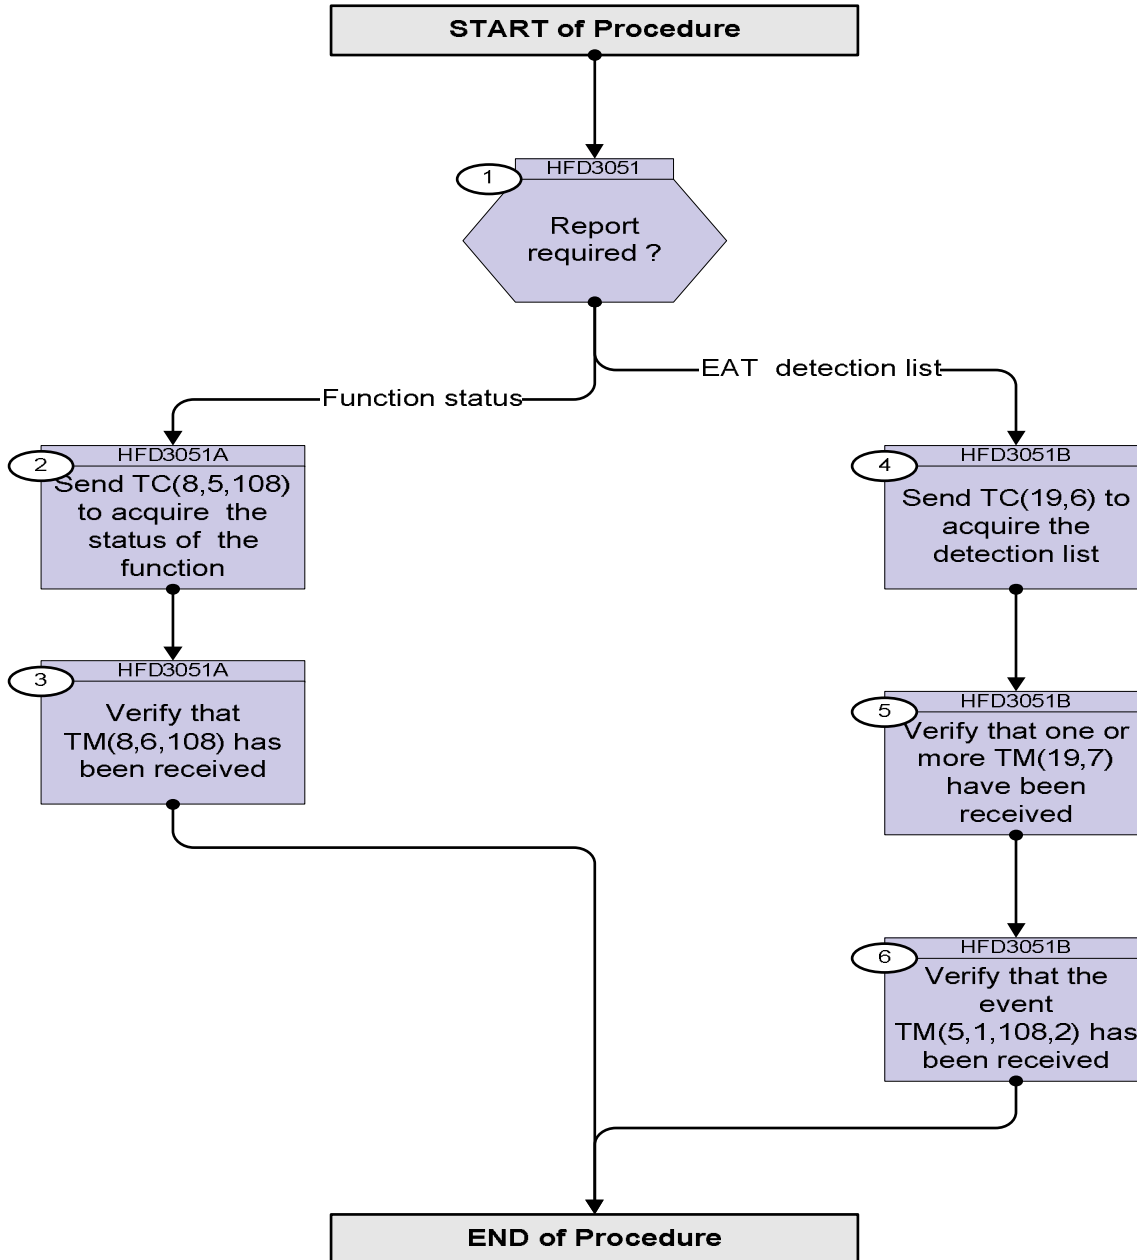 START of Procedure
HFD3051
1
Report
required ?
EAT detection list
Function status
HFD3051A
2
Send TC(8,5,108)
to acquire the
status of the
function
HFD3051A
3
Verify that
TM(8,6,108) has
been received
HFD3051B
4
Send TC(19,6) to
acquire the
detection list
HFD3051B
5
Verify that one or
more TM(19,7)
have been
received
HFD3051B
6
Verify that the
event
TM(5,1,108,2) has
been received
END of Procedure